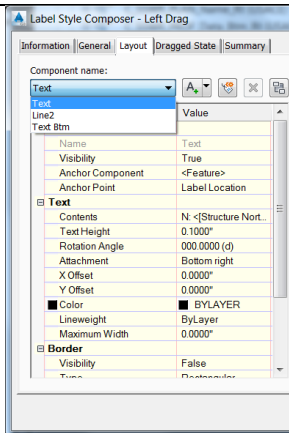 Label Style Composer - Left Drag
Information General Layout Dragged State Summary
Component name:
Text
Text
Line2
Text Btm
Value
Name Text
Visibility True
Anchor Component <Feature>
Anchor Point Label Location
Text
Contents N: <[Structure Nort...
Text Height 0.1000"
Rotation Angle 000.0000 (d)
Attachment Bottom right
X Offset 0.0000"
Y Offset 0.0000"
Color BYLAYER
Lineweight ByLayer
Maximum Width 0.0000"
Border
Visibility False
Type Rectangular